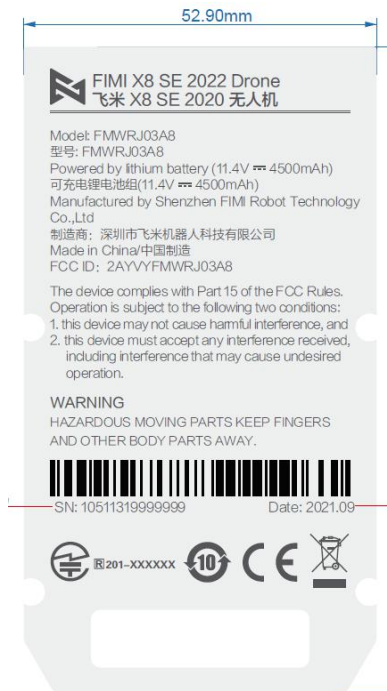 52.90mm
FIMI X8 SE 2022 Drone
飞米 X8 SE 2020 无人机
Model: FMWRJ03A8
型号: FMWRJ03A8
Powered by lithium battery (11.4V ⎓ 4500mAh)
可充电锂电池组(11.4V ⎓ 4500mAh)
Manufactured by Shenzhen FIMI Robot Technology
Co.,Ltd
制造商：深圳市飞米机器人科技有限公司
Made in China/中国制造
FCC ID：2AYVYFMWRJ03A8
The device complies with Part 15 of the FCC Rules.
Operation is subject to the following two conditions:
1. this device may not cause harmful interference, and
2. this device must accept any interference received,
including interference that may cause undesired
operation.
WARNING
HAZARDOUS MOVING PARTS KEEP FINGERS
AND OTHER BODY PARTS AWAY.
SN: 10511319999999 Date: 2021.09
R 201-XXXXXX 10 CE